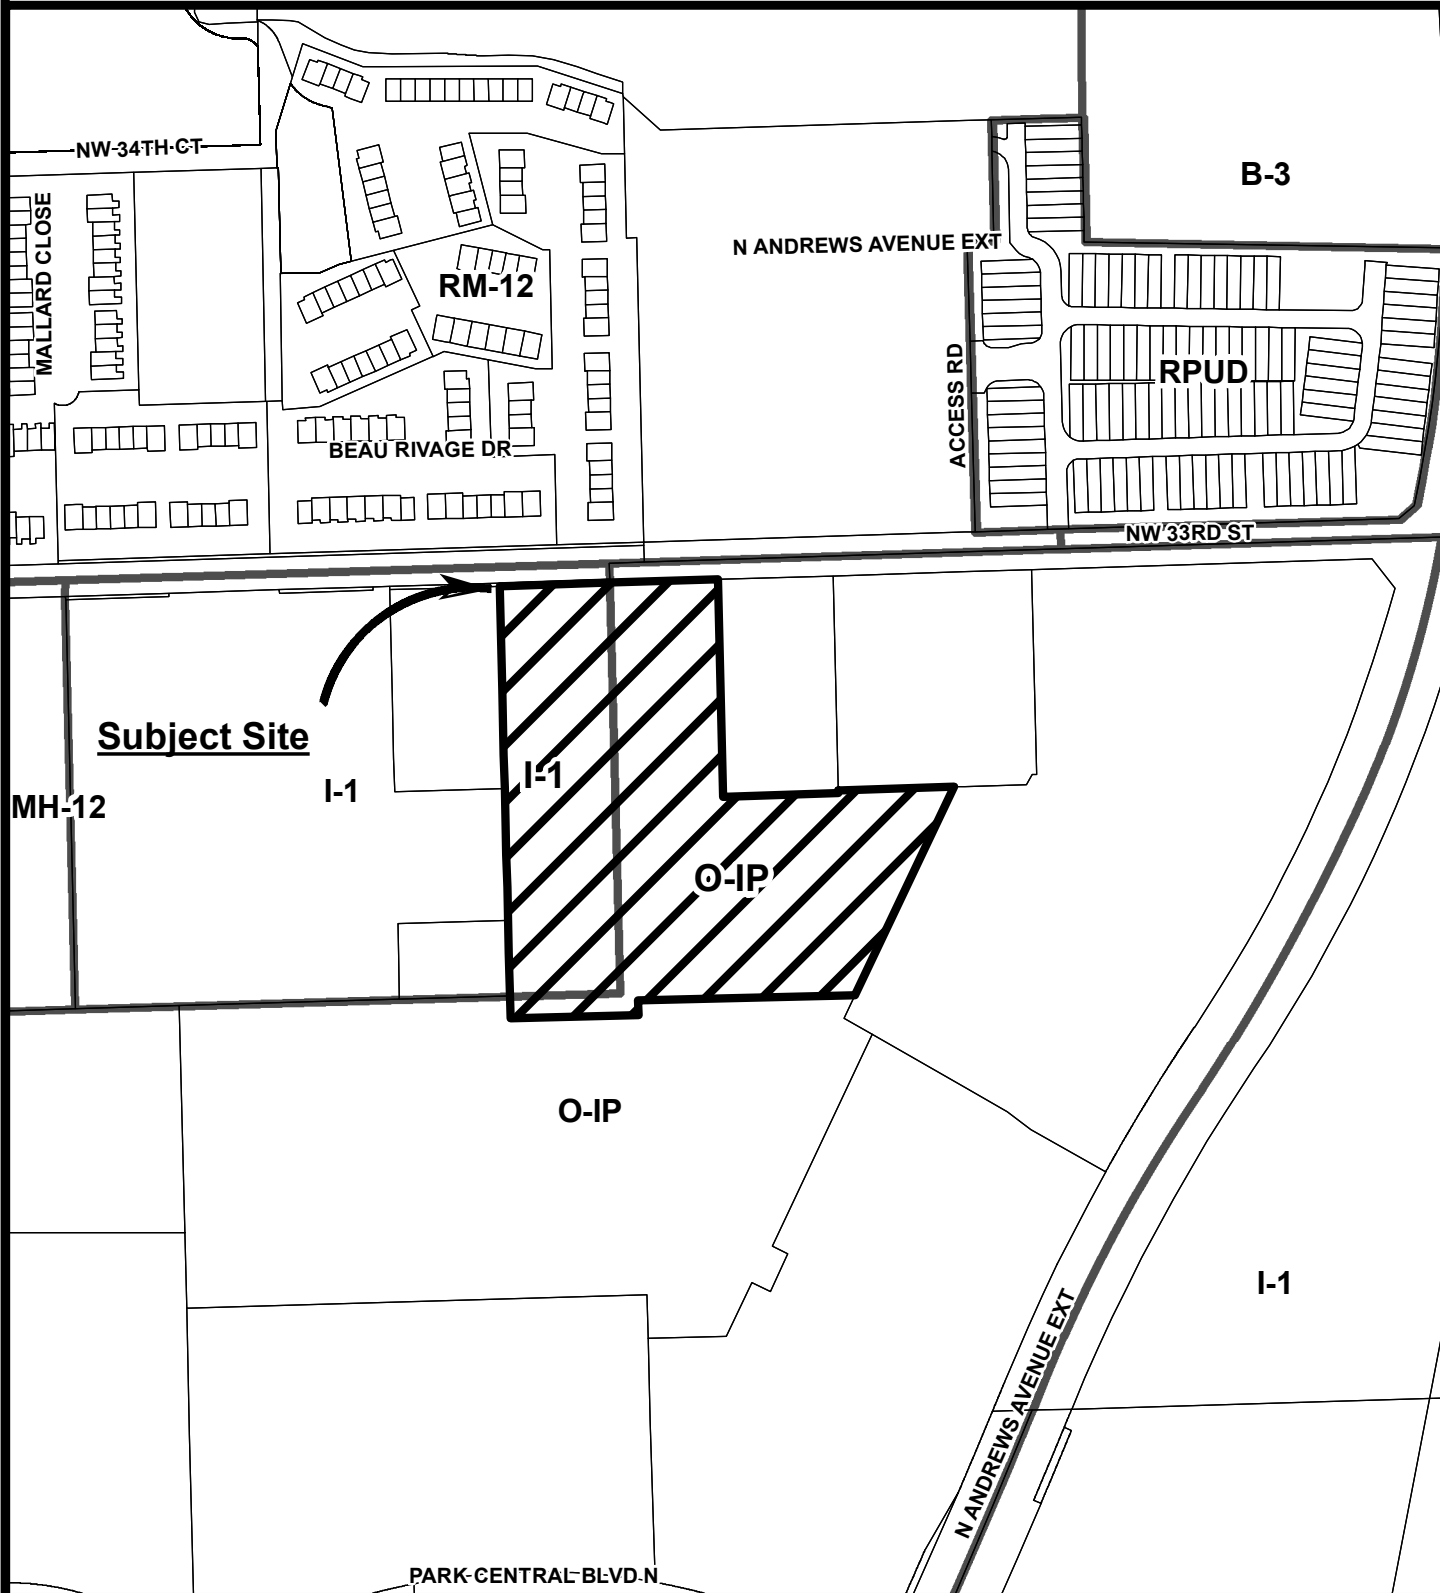 NW 34TH CT
B-3
MALLARD CLOSE
N ANDREWS AVENUE EXT
RM-12
ACCESS RD
RPUD
BEAU RIVAGE DR
NW 33RD ST
Subject Site
I-1
I-1
MH-12
O-IP
O-IP
I-1
N ANDREWS AVENUE EXT
PARK CENTRAL BLVD N